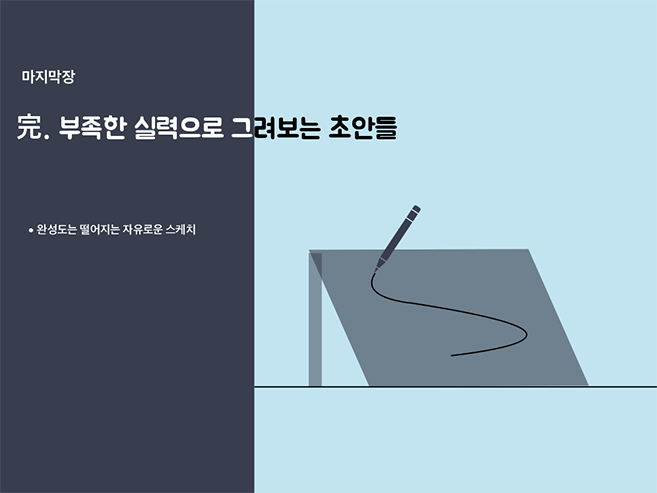 마지막장
完. 부족한 실력으로 그려보는 초안들
• 완성도는 떨어지는 자유로운 스케치